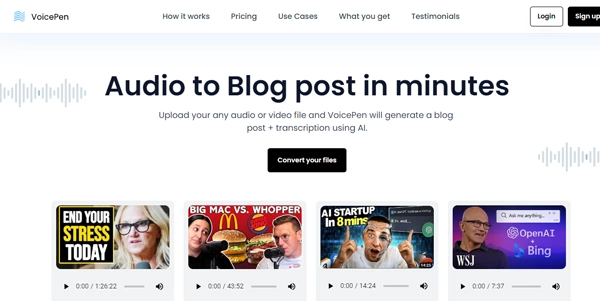 VoicePen
How it works
Pricing
Use Cases
What you get
Testimonials
Login
Sign up
Audio to Blog post in minutes
Upload your any audio or video file and VoicePen will generate a blog
post + transcription using AI.
Convert your files
END YOUR
STRESS
TODAY
BIG MAC VS. WHOPPER
AI STARTUP
In 8 mins
14:25
Ask me anything...
OpenAI
+
Bing
WSJ
0:00 / 1:26:22
0:00 / 43:52
0:00 / 14:24
0:00 / 7:37